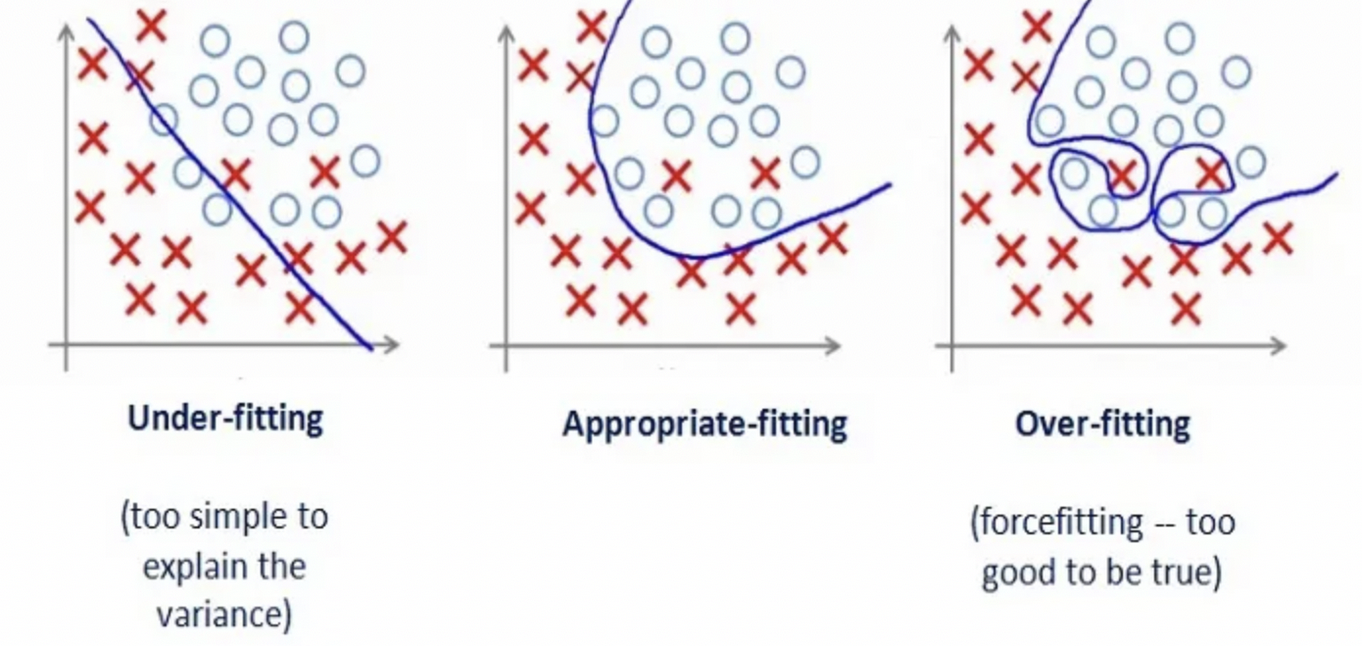 Under-fitting
Appropriate-fitting
Over-fitting
(too simple to
explain the
variance)
(forcefitting -- too
good to be true)